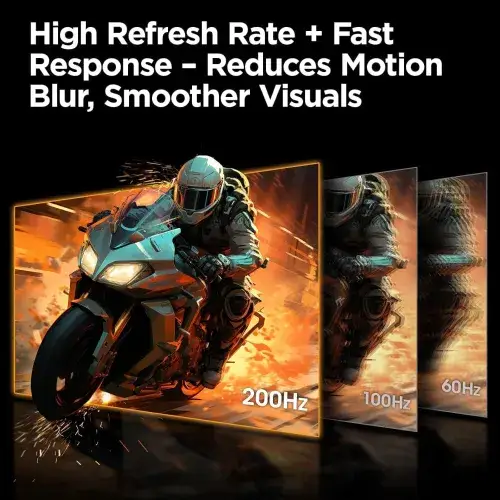 High Refresh Rate + Fast
Response – Reduces Motion
Blur, Smoother Visuals
200Hz
100Hz
60Hz